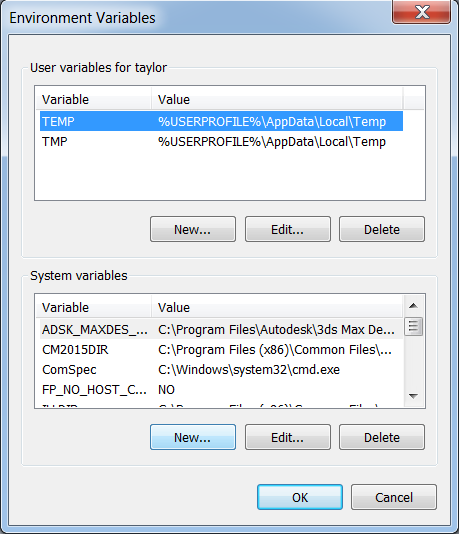 Environment Variables
User variables for taylor
Variable Value
TEMP %USERPROFILE%\AppData\Local\Temp
TMP %USERPROFILE%\AppData\Local\Temp
New... Edit... Delete
System variables
Variable Value
ADSK_MAXDES_... C:\Program Files\Autodesk\3ds Max De...
CM2015DIR C:\Program Files (x86)\Common Files\...
ComSpec C:\Windows\system32\cmd.exe
FP_NO_HOST_C... NO
New... Edit... Delete
OK Cancel